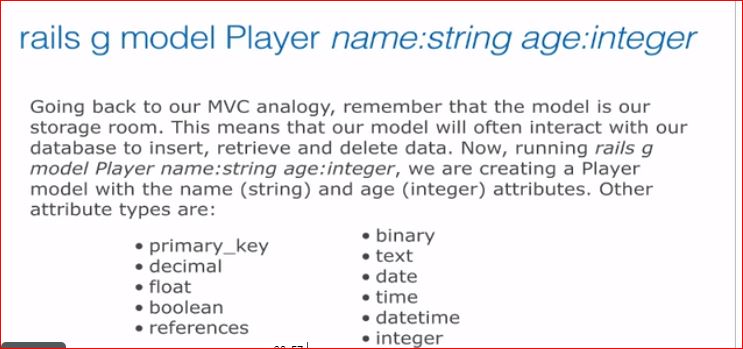 rails g model Player name:string age:integer
Going back to our MVC analogy, remember that the model is our
storage room. This means that our model will often interact with our
database to insert, retrieve and delete data. Now, running rails g
model Player name:string age:integer, we are creating a Player
model with the name (string) and age (integer) attributes. Other
attribute types are:
• primary_key
• decimal
• float
• boolean
• references
• binary
• text
• date
• time
• datetime
• integer